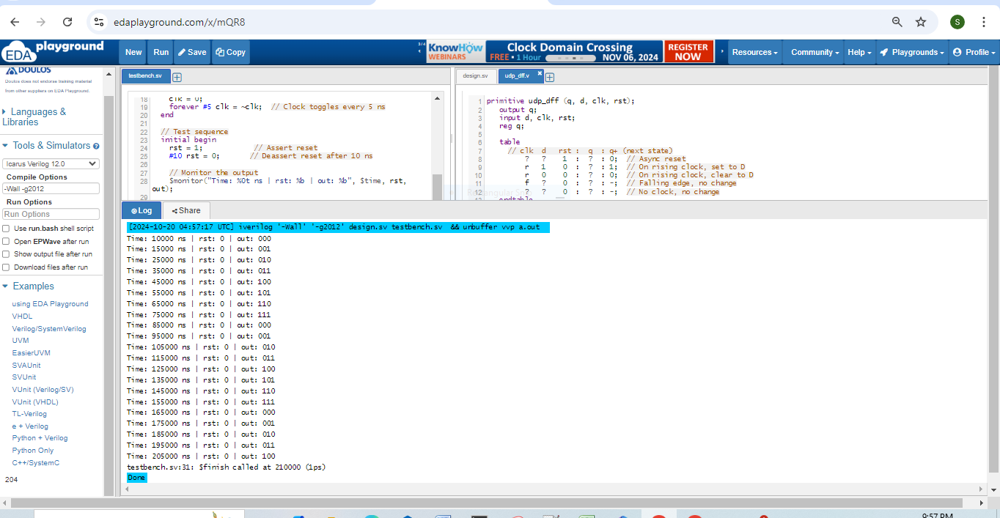 edaplayground.com/x/mQR8
S
EDA playground
New Run Save Copy
3/4
KnowHow WEBINARS
Clock Domain Crossing
FREE • 1 Hour
NOV 06, 2024
REGISTER NOW
Resources Community Help Playgrounds Profile
DOULOS
Doulos does not endorse training material
from other suppliers on EDA Playground.
Languages &
Libraries
Tools & Simulators
Icarus Verilog 12.0
Compile Options
-Wall -g2012
Run Options
Run Options
Use run.bash shell script
Open EPWave after run
Show output file after run
Download files after run
Examples
using EDA Playground
VHDL
Verilog/SystemVerilog
UVM
EasierUVM
SVAUnit
SVUnit
VUnit (Verilog/SV)
VUnit (VHDL)
TL-Verilog
e + Verilog
Python + Verilog
Python Only
C++/SystemC
204
testbench.sv
18 clk = 0;
19 forever #5 clk = ~clk; // Clock toggles every 5 ns
20 end
21
22 // Test sequence
23 initial begin
24 rst = 1; // Assert reset
25 #10 rst = 0; // Deassert reset after 10 ns
26
27 // Monitor the output
28 $monitor("Time: %0t ns | rst: %b | out: %b", $time, rst,
out);
29
design.sv udp_dff.v
1 primitive udp_dff (q, d, clk, rst);
2 output q;
3 input d, clk, rst;
4 reg q;
5
6 table
7 // clk d rst : q : q+ (next state)
8 ? ? 1 : ? : 0; // Async reset
9 r 1 0 : ? : 1; // On rising clock, set to D
10 r 0 0 : ? : 0; // On rising clock, clear to D
11 f ? 0 : ? : -; // Falling edge, no change
12 ? ? 0 : ? : -; // No clock, no change
13 endtable
Log Share
[2024-10-20 04:57:17 UTC] iverilog '-Wall' '-g2012' design.sv testbench.sv && unbuffer vvp a.out
Time: 10000 ns | rst: 0 | out: 000
Time: 15000 ns | rst: 0 | out: 001
Time: 25000 ns | rst: 0 | out: 010
Time: 35000 ns | rst: 0 | out: 011
Time: 45000 ns | rst: 0 | out: 100
Time: 55000 ns | rst: 0 | out: 101
Time: 65000 ns | rst: 0 | out: 110
Time: 75000 ns | rst: 0 | out: 111
Time: 85000 ns | rst: 0 | out: 000
Time: 95000 ns | rst: 0 | out: 001
Time: 105000 ns | rst: 0 | out: 010
Time: 115000 ns | rst: 0 | out: 011
Time: 125000 ns | rst: 0 | out: 100
Time: 135000 ns | rst: 0 | out: 101
Time: 145000 ns | rst: 0 | out: 110
Time: 155000 ns | rst: 0 | out: 111
Time: 165000 ns | rst: 0 | out: 000
Time: 175000 ns | rst: 0 | out: 001
Time: 185000 ns | rst: 0 | out: 010
Time: 195000 ns | rst: 0 | out: 011
Time: 205000 ns | rst: 0 | out: 100
testbench.sv:31: $finish called at 210000 (1ps)
Done
9:57 PM